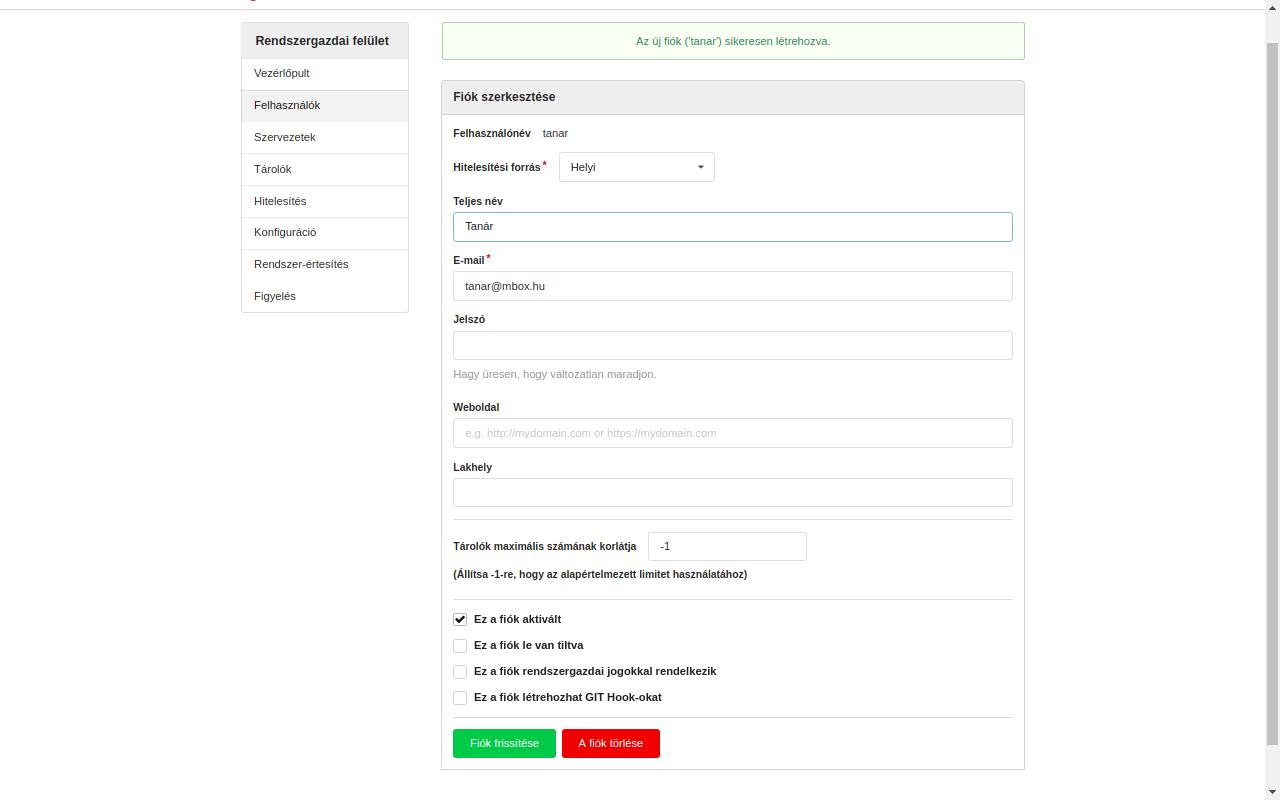 Rendszergazdai felület
Vezérlőpult
Felhasználók
Szervezetek
Tárolók
Hitelesítés
Konfiguráció
Rendszer-értesítés
Figyelés
Az új fiók ('tanar') sikeresen létrehozva.
Fiók szerkesztése
Felhasználónév tanar
Hitelesítési forrás* Helyi
Teljes név
Tanár
E-mail*
tanar@mbox.hu
Jelszó
Hagy üresen, hogy változatlan maradjon.
Weboldal
e.g. http://mydomain.com or https://mydomain.com
Lakhely
Tárolók maximális számának korlátja -1
(Állítsa -1-re, hogy az alapértelmezett limitet használatához)
Ez a fiók aktivált
Ez a fiók le van tiltva
Ez a fiók rendszergazdai jogokkal rendelkezik
Ez a fiók létrehozhat GIT Hook-okat
Fiók frissítése A fiók törlése